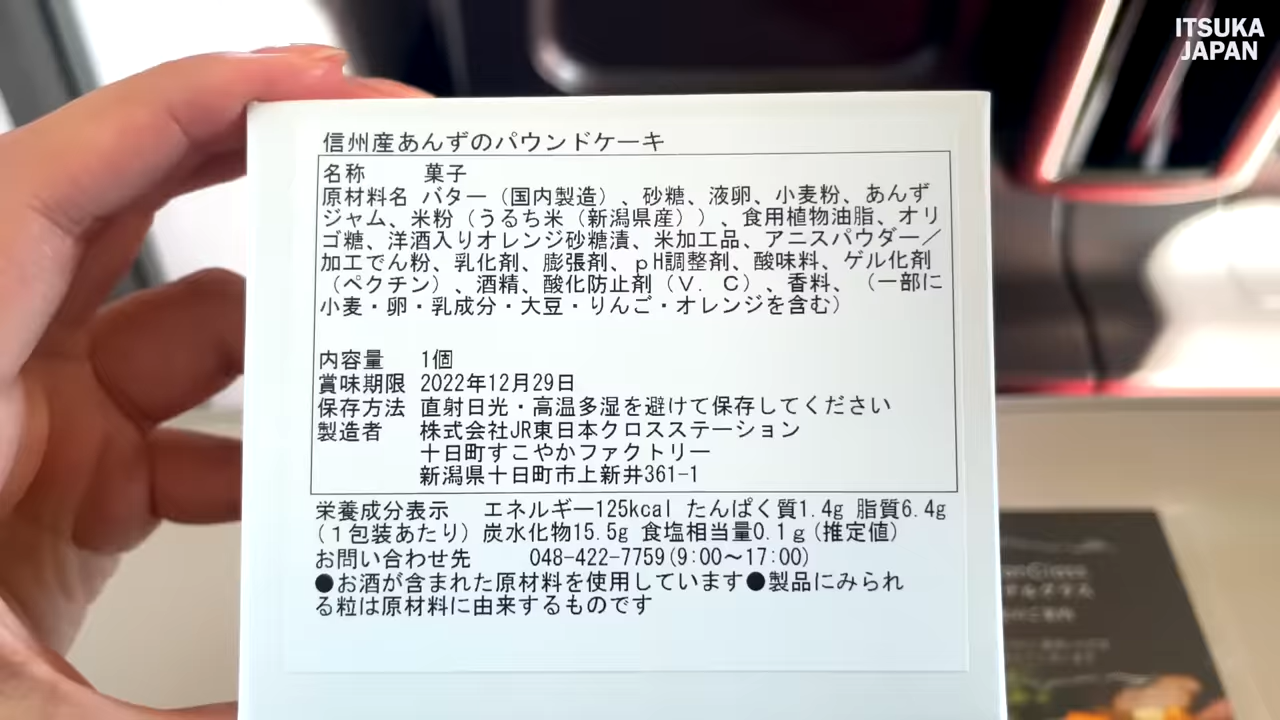 ITSUKA
JAPAN
信州産あんずのパウンドケーキ
名称 菓子
原材料名 バター（国内製造）、砂糖、液卵、小麦粉、あんず
ジャム、米粉（うるち米（新潟県産））、食用植物油脂、オリ
ゴ糖、洋酒入りオレンジ砂糖漬、米加工品、アニスパウダー／
加工でん粉、乳化剤、膨張剤、ｐＨ調整剤、酸味料、ゲル化剤
（ペクチン）、酒精、酸化防止剤（Ｖ．Ｃ）、香料、（一部に
小麦・卵・乳成分・大豆・りんご・オレンジを含む）
内容量 1個
賞味期限 2022年12月29日
保存方法 直射日光・高温多湿を避けて保存してください
製造者 株式会社JR東日本クロスステーション
十日町すこやかファクトリー
新潟県十日町市上新井361-1
栄養成分表示 エネルギー125kcal たんぱく質1.4g 脂質6.4g
（１包装あたり）炭水化物15.5g 食塩相当量0.1ｇ(推定値)
お問い合わせ先 048-422-7759(9:00～17:00)
●お酒が含まれた原材料を使用しています●製品にみられ
る粒は原材料に由来するものです